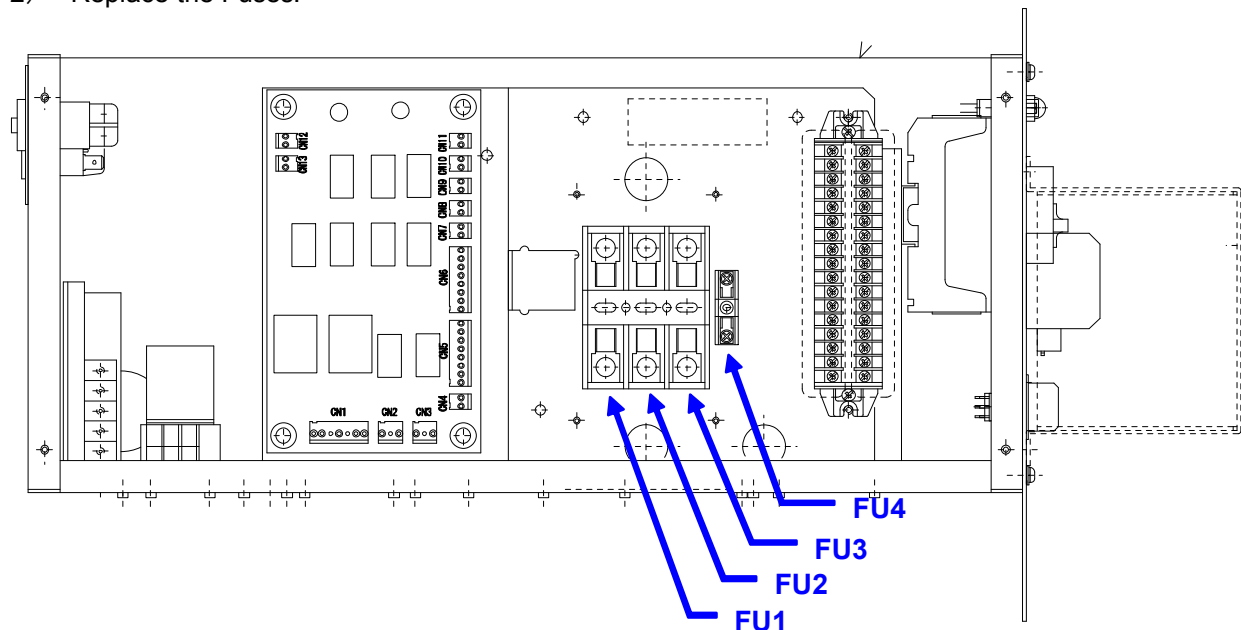 2) Replace the Fuses.
CN12
CN13
CN11
CN10
CN9
CN8
CN7
CN6
CN5
CN4
CN1 CN2 CN3
FU4
FU3
FU2
FU1